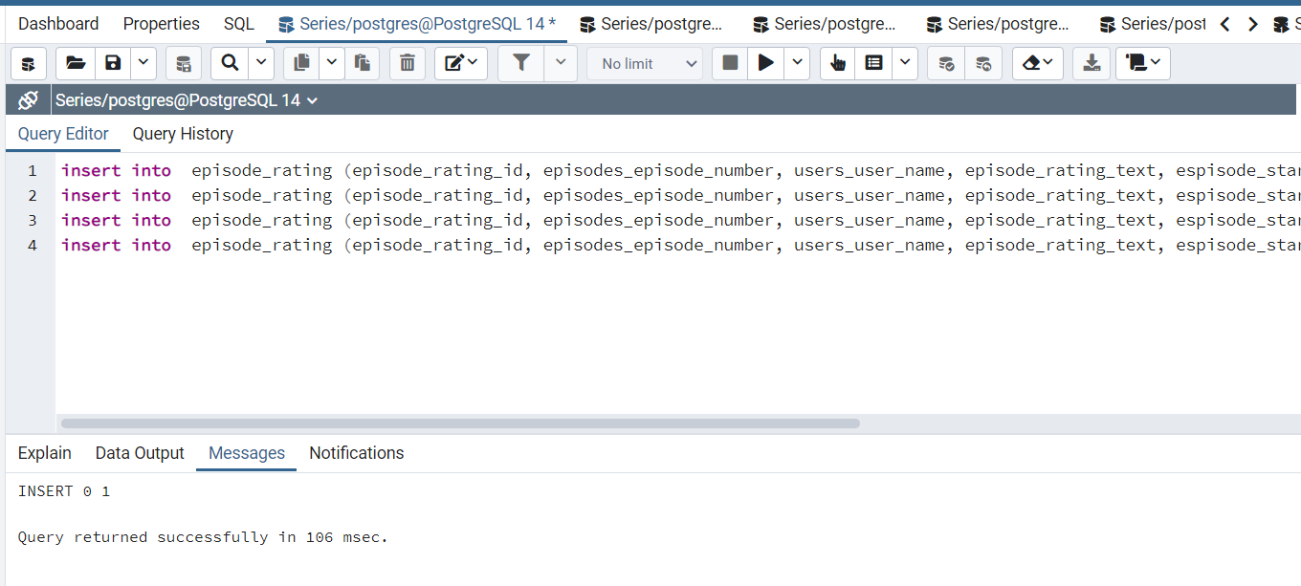 Dashboard Properties SQL Series/postgres@PostgreSQL 14 * Series/postgre... Series/postgre... Series/postgre... Series/post S
No limit
Series/postgres@PostgreSQL 14
Query Editor Query History
1 insert into episode_rating (episode_rating_id, episodes_episode_number, users_user_name, episode_rating_text, espisode_star
2 insert into episode_rating (episode_rating_id, episodes_episode_number, users_user_name, episode_rating_text, espisode_star
3 insert into episode_rating (episode_rating_id, episodes_episode_number, users_user_name, episode_rating_text, espisode_star
4 insert into episode_rating (episode_rating_id, episodes_episode_number, users_user_name, episode_rating_text, espisode_star
Explain Data Output Messages Notifications
INSERT 0 1
Query returned successfully in 106 msec.